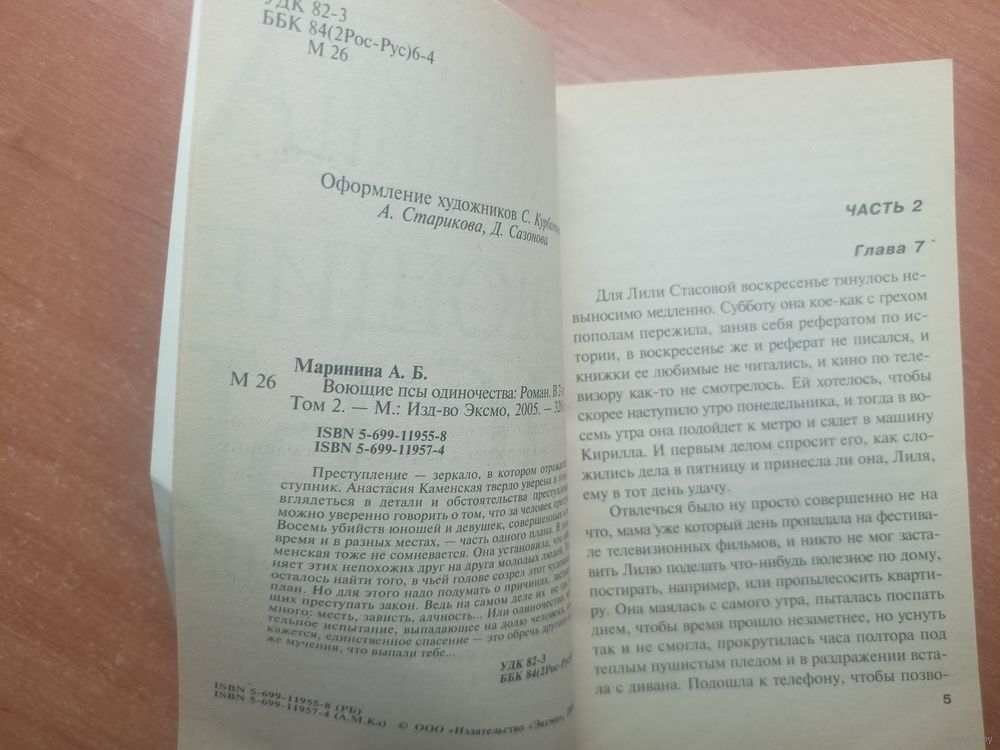 УДК 82-3
ББК 84(2Рос-Рус)6-4
М 26
Оформление художников С.
А. Старикова, Д. Сазонова
Маринина А. Б.
М 26
Воющие псы одиночества: Роман. В 2-
Том 2. — М.: Изд-во Эксмо, 2005. —
ISBN 5-699-11955-8
ISBN 5-699-11957-4
Преступление — зеркало, в котором
ступник. Анастасия Каменская твердо уверена в
вглядеться в детали и обстоятельства
можно уверенно говорить о том, что за человек
Восемь убийств юношей и девушек, совершенных
время и в разных местах, — часть одного плана. В
менская тоже не сомневается. Она установила, что
няет этих непохожих друг на друга молодых людей.
осталось найти того, в чьей голове созрел этот
план. Но для этого надо подумать о причинах,
щих преступать закон. Ведь на самом деле их не
много: месть, зависть, алчность... Или одиночество,
тельное испытание, выпадающее на долю человека,
кажется, единственное спасение — это обречь другого
же мучения, что выпали тебе...
УДК 82-3
ББК 84(2Рос-Рус)
ISBN 5-699-11955-8 (РБ)
ISBN 5-699-11957-4 (А.М.Кл)
© ООО «Издательство «Эксмо»,
ЧАСТЬ 2
Глава 7
Для Лили Стасовой воскресенье тянулось не-
выносимо медленно. Субботу она кое-как с грехом
пополам пережила, заняв себя рефератом по ис-
тории, в воскресенье же и реферат не писался, и
книжки ее любимые не читались, и кино по теле-
визору как-то не смотрелось. Ей хотелось, чтобы
поскорее наступило утро понедельника, и тогда в во-
семь утра она подойдет к метро и сядет в машину
Кирилла. И первым делом спросит его, как сло-
жились дела в пятницу и принесла ли она, Лиля,
ему в тот день удачу.
Отвлечься было ну просто совершенно не на
что, мама уже который день пропадала на фестива-
ле телевизионных фильмов, и никто не мог заста-
вить Лилю поделать что-нибудь полезное по дому,
постирать, например, или пропылесосить кварти-
ру. Она маялась с самого утра, пыталась поспать
днем, чтобы время прошло незаметнее, но уснуть
так и не смогла, прокрутилась часа полтора под
теплым пушистым пледом и в раздражении вста-
ла с дивана. Подошла к телефону, чтобы позво-
5